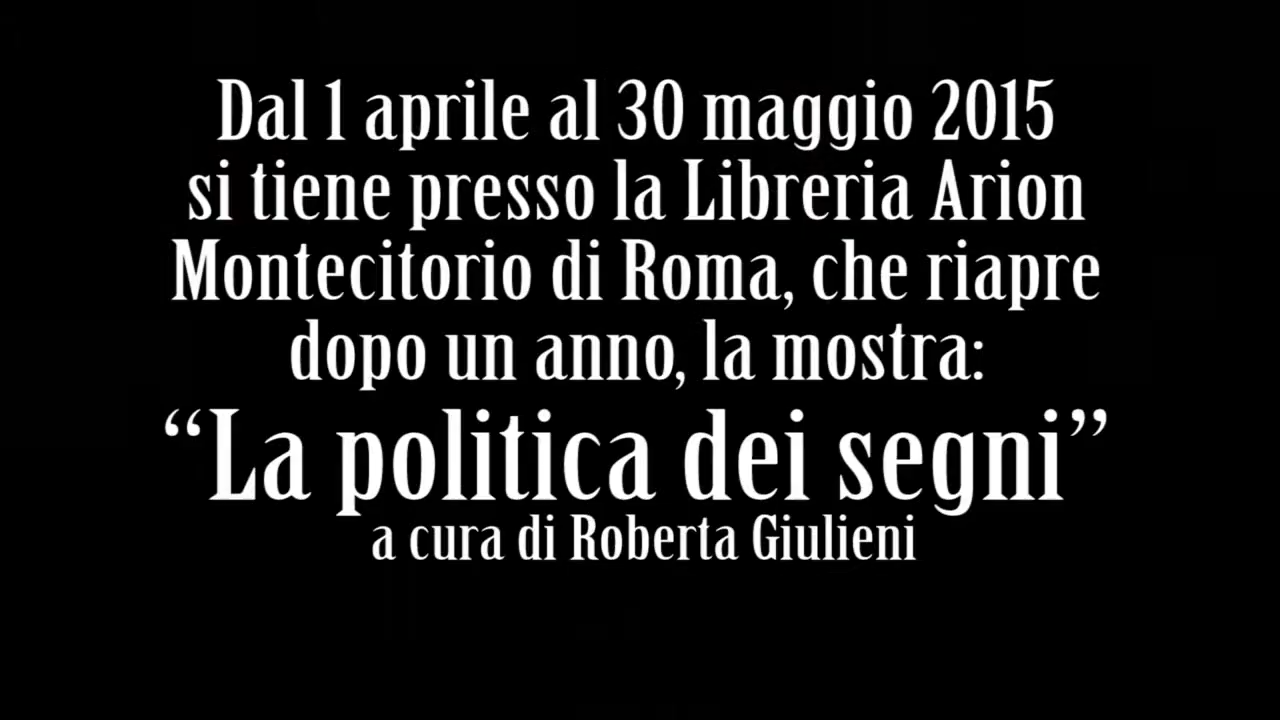 Dal 1 aprile al 30 maggio 2015
si tiene presso la Libreria Arion
Montecitorio di Roma, che riapre
dopo un anno, la mostra:
“La politica dei segni”
a cura di Roberta Giulieni